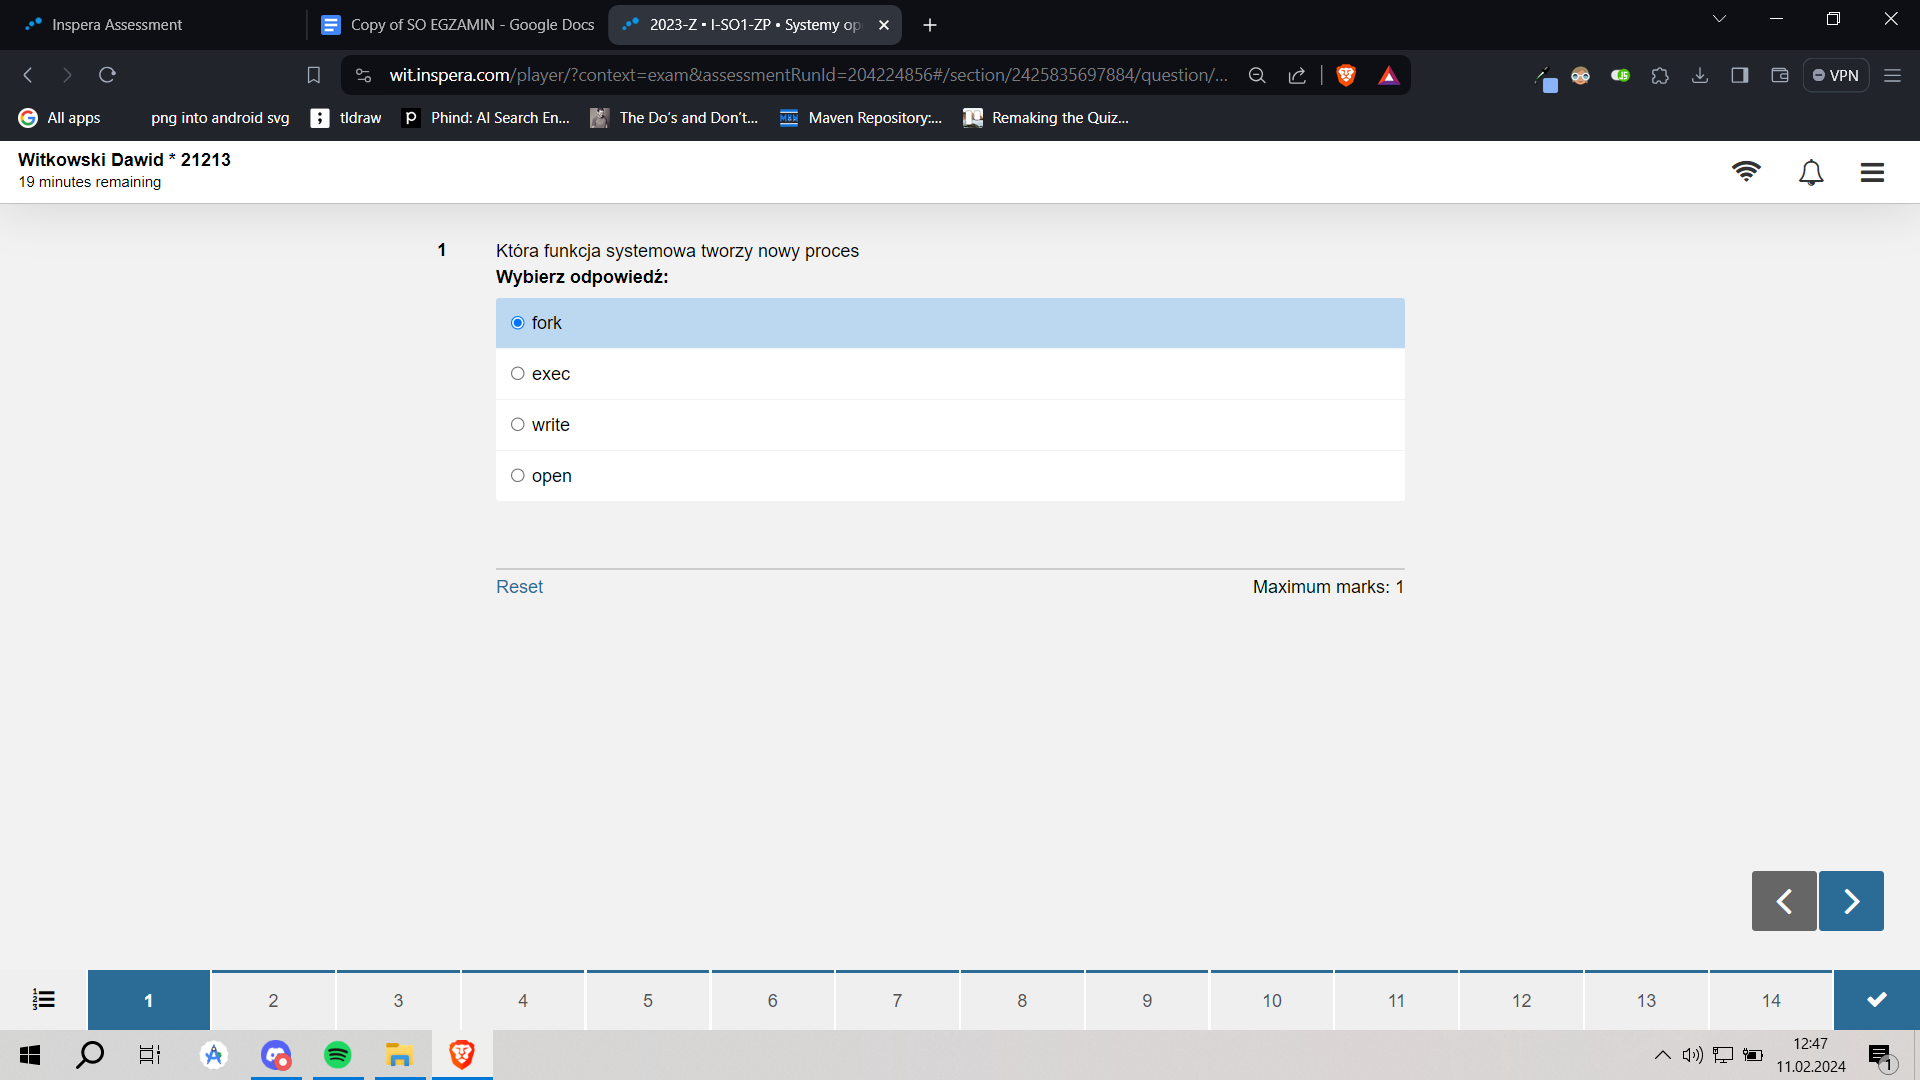 Inspera Assessment
Copy of SO EGZAMIN - Google Docs
2023-Z • I-SO1-ZP • Systemy op
wit.inspera.com/player/?context=exam&assessmentRunId=204224856#/section/2425835697884/question/...
VPN
All apps
png into android svg
tldraw
Phind: AI Search En...
The Do's and Don't...
Maven Repository:...
Remaking the Quiz...
Witkowski Dawid * 21213
19 minutes remaining
1
Która funkcja systemowa tworzy nowy proces
Wybierz odpowiedź:
fork
exec
write
open
Reset
Maximum marks: 1
1 2 3 4 5 6 7 8 9 10 11 12 13 14
12:47
11.02.2024
1